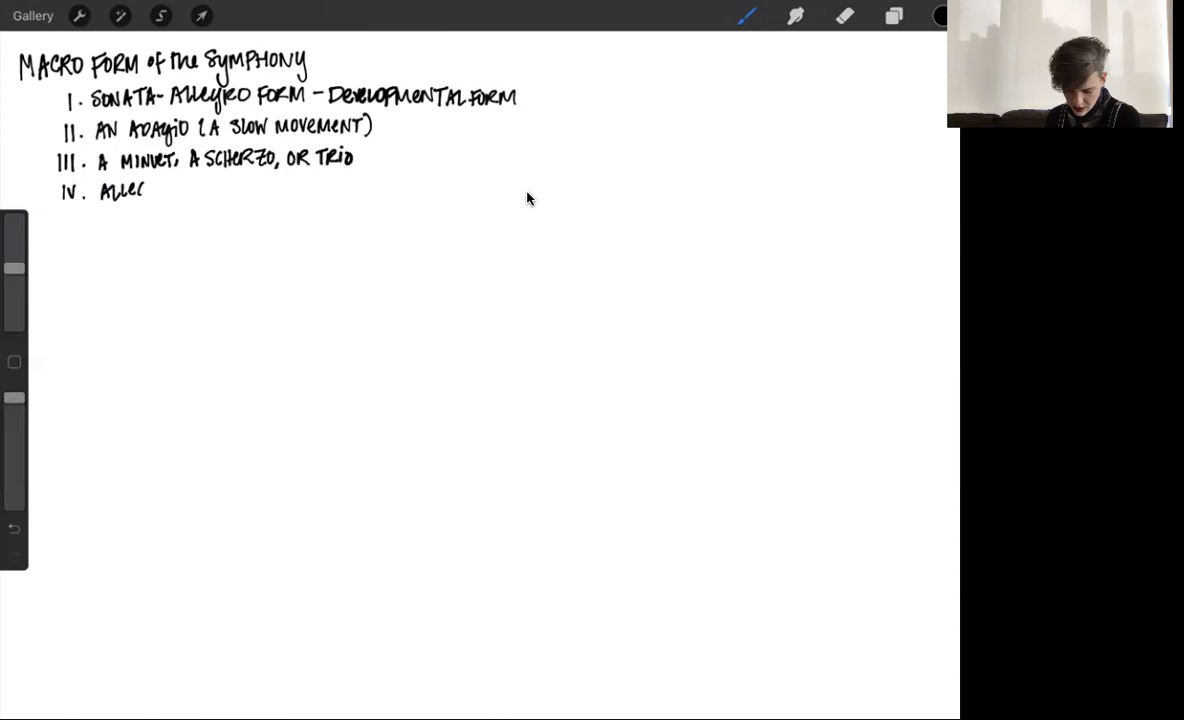 Gallery
MACRO FORM of the SYMPHONY
I. SONATA-ALLEGRO FORM - DEVELOPMENTAL FORM
II. AN ADAGIO (A SLOW MOVEMENT)
III. A MINUET, A SCHERZO, OR TRIO
IV. ALLEG